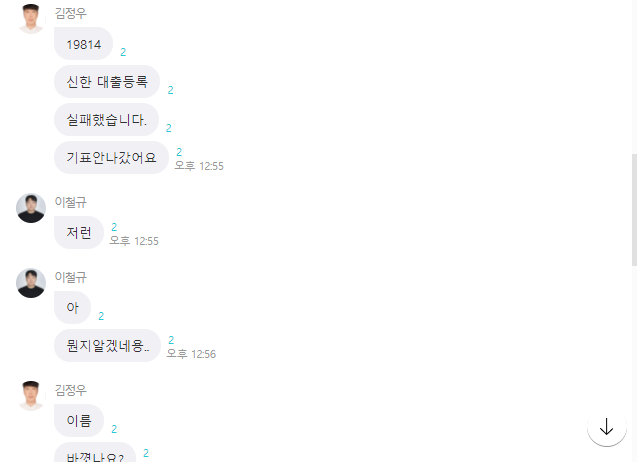 김정우
19814
2
신한 대출등록
2
실패했습니다.
2
기표안나갔어요
2
오후 12:55
이철규
저런
2
오후 12:55
이철규
아
2
뭔지알겠네용..
2
오후 12:56
김정우
이름
2
바꼈나요?
2